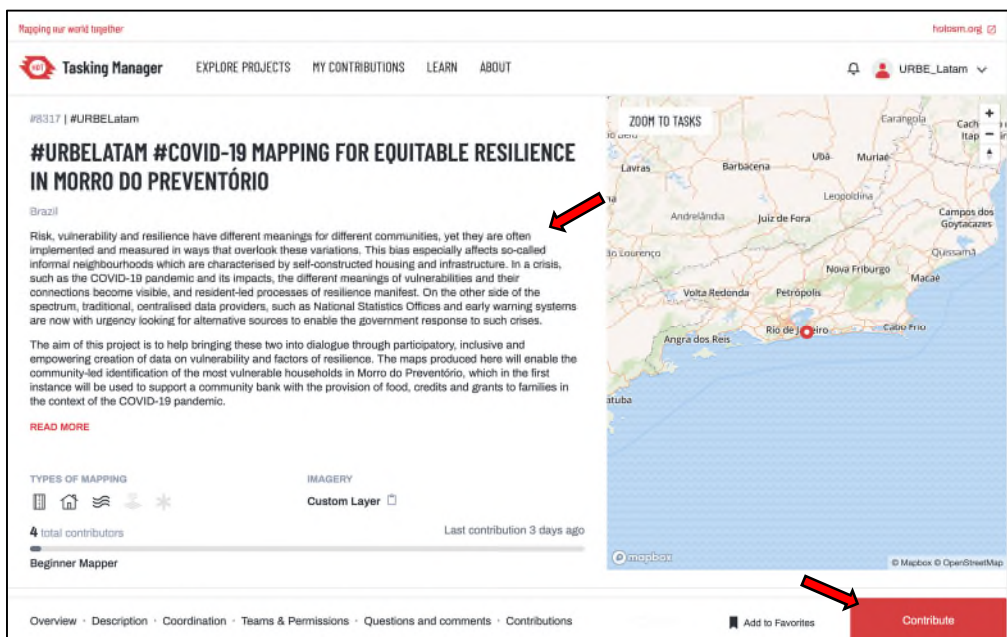 Mapping our world together
hotosm.org
HOT
Tasking Manager
EXPLORE PROJECTS
MY CONTRIBUTIONS
LEARN
ABOUT
URBE_Latam
#8317 | #URBELatam
#URBELATAM #COVID-19 MAPPING FOR EQUITABLE RESILIENCE
IN MORRO DO PREVENTÓRIO
Brazil
Risk, vulnerability and resilience have different meanings for different communities, yet they are often
implemented and measured in ways that overlook these variations. This bias especially affects so-called
informal neighbourhoods which are characterised by self-constructed housing and infrastructure. In a crisis,
such as the COVID-19 pandemic and its impacts, the different meanings of vulnerabilities and their
connections become visible, and resident-led processes of resilience manifest. On the other side of the
spectrum, traditional, centralised data providers, such as National Statistics Offices and early warning systems
are now with urgency looking for alternative sources to enable the government response to such crises.
The aim of this project is to help bringing these two into dialogue through participatory, inclusive and
empowering creation of data on vulnerability and factors of resilience. The maps produced here will enable the
community-led identification of the most vulnerable households in Morro do Preventório, which in the first
instance will be used to support a community bank with the provision of food, credits and grants to families in
the context of the COVID-19 pandemic.
READ MORE
TYPES OF MAPPING
IMAGERY
Custom Layer
4 total contributors
Last contribution 3 days ago
Beginner Mapper
ZOOM TO TASKS
Carangola
Lavras
Barbacena
Ubá
Muriaé
Leopoldina
Andrelândia
Juiz de Fora
Campos dos
Goytacazes
Lourenço
Quissamã
Nova Friburgo
Macaé
Volta Redonda
Petrópolis
Rio de Janeiro
Cabo Frio
Angra dos Reis
atuba
mapbox
© Mapbox © OpenStreetMap
Overview · Description · Coordination · Teams & Permissions · Questions and comments · Contributions
Add to Favorites
Contribute